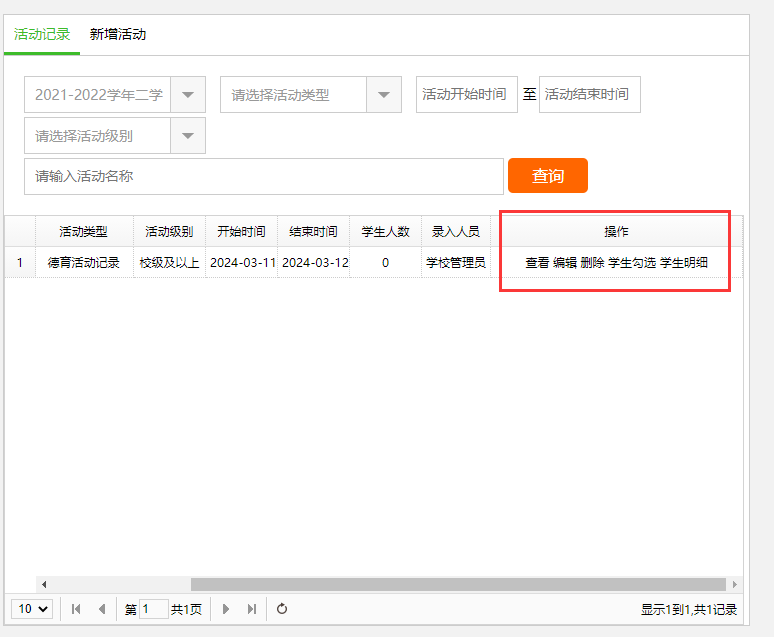 活动记录 新增活动
2021-2022学年二学 请选择活动类型 活动开始时间 至 活动结束时间
请选择活动级别
请输入活动名称 查询
活动类型 活动级别 开始时间 结束时间 学生人数 录入人员 操作
1 德育活动记录 校级及以上 2024-03-11 2024-03-12 0 学校管理员 查看 编辑 删除 学生勾选 学生明细
10 第 1 共1页 显示1到1,共1记录